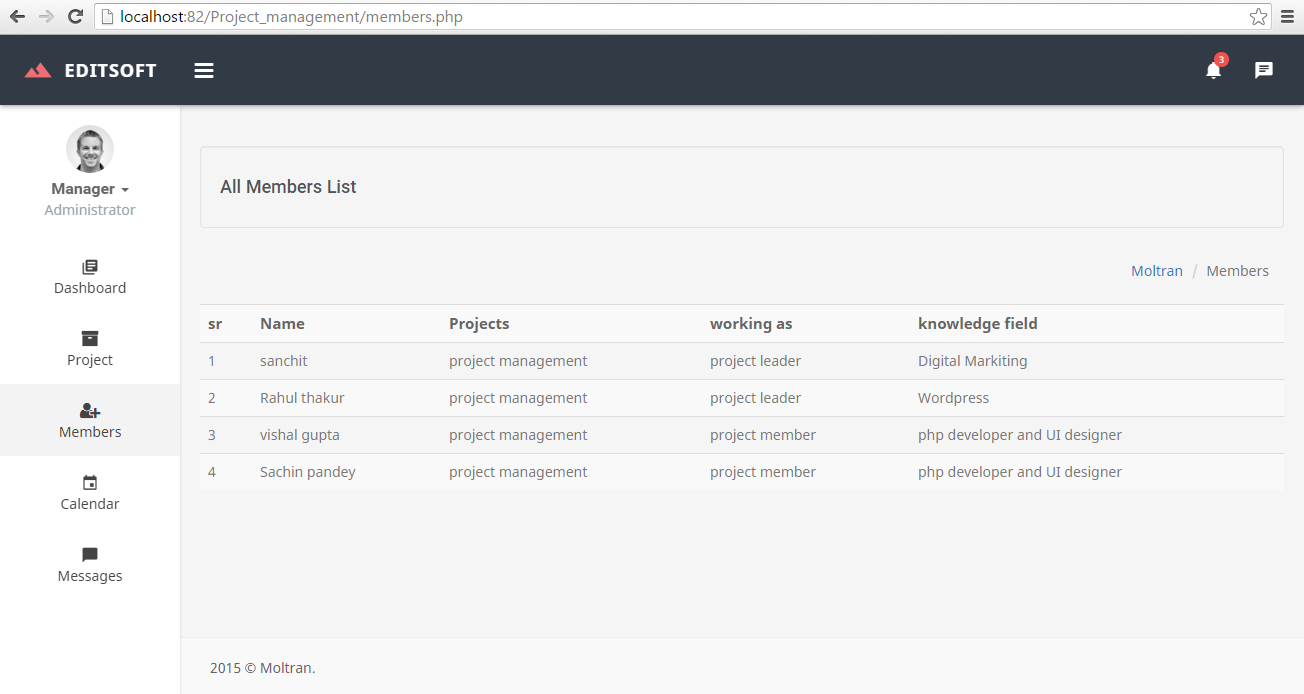 localhost:82/Project_management/members.php
EDITSOFT
3
Manager
Administrator
Dashboard
Project
Members
Calendar
Messages
All Members List
Moltran / Members
sr Name Projects working as knowledge field
1 sanchit project management project leader Digital Markiting
2 Rahul thakur project management project leader Wordpress
3 vishal gupta project management project member php developer and UI designer
4 Sachin pandey project management project member php developer and UI designer
2015 © Moltran.